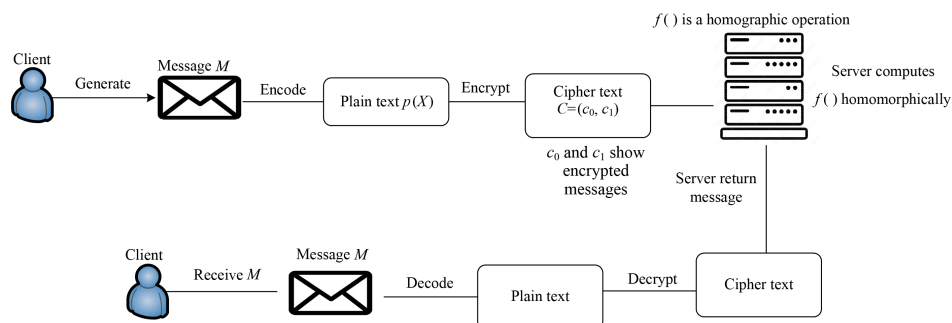 f ( ) is a homographic operation
Client
Generate
Message M
Encode
Plain text p(X)
Encrypt
Cipher text
C=(c0, c1)
c0 and c1 show
encrypted
messages
Server computes
f ( ) homomorphically
Server return
message
Client
Receive M
Message M
Decode
Plain text
Decrypt
Cipher text